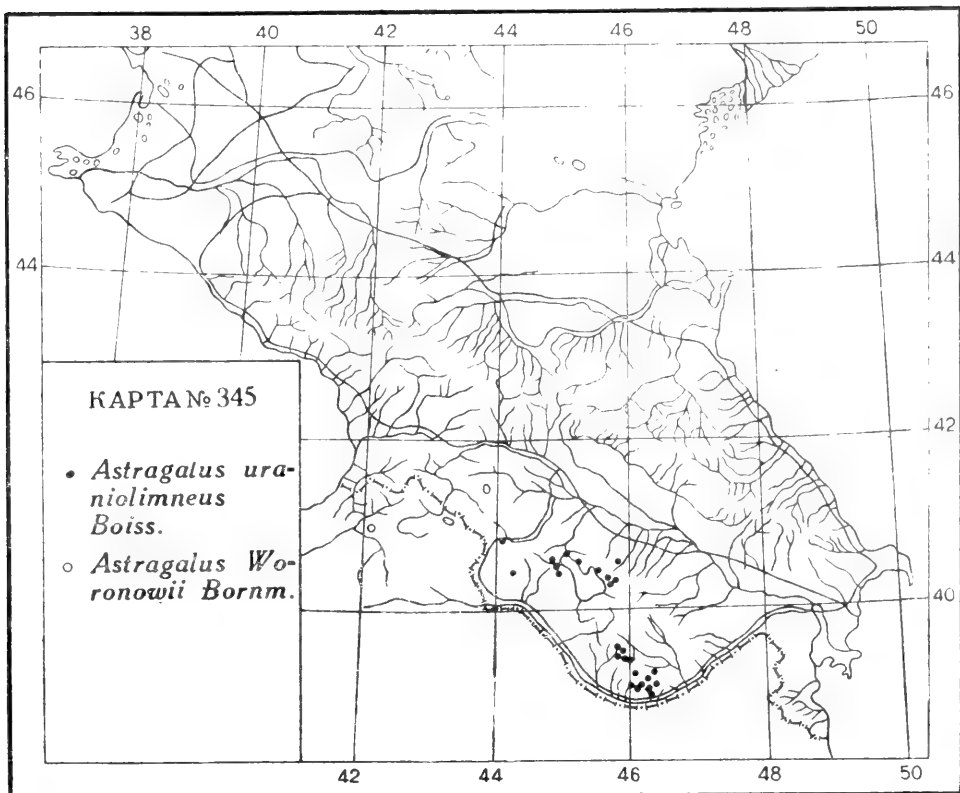 38 40 42 44 46 48 50
46 46
44 44
КАРТА № 345
42
• Astragalus ura-
niolimneus
Boiss.
○ Astragalus Wo-
ronowii Bornm.
40
42 44 46 48 50